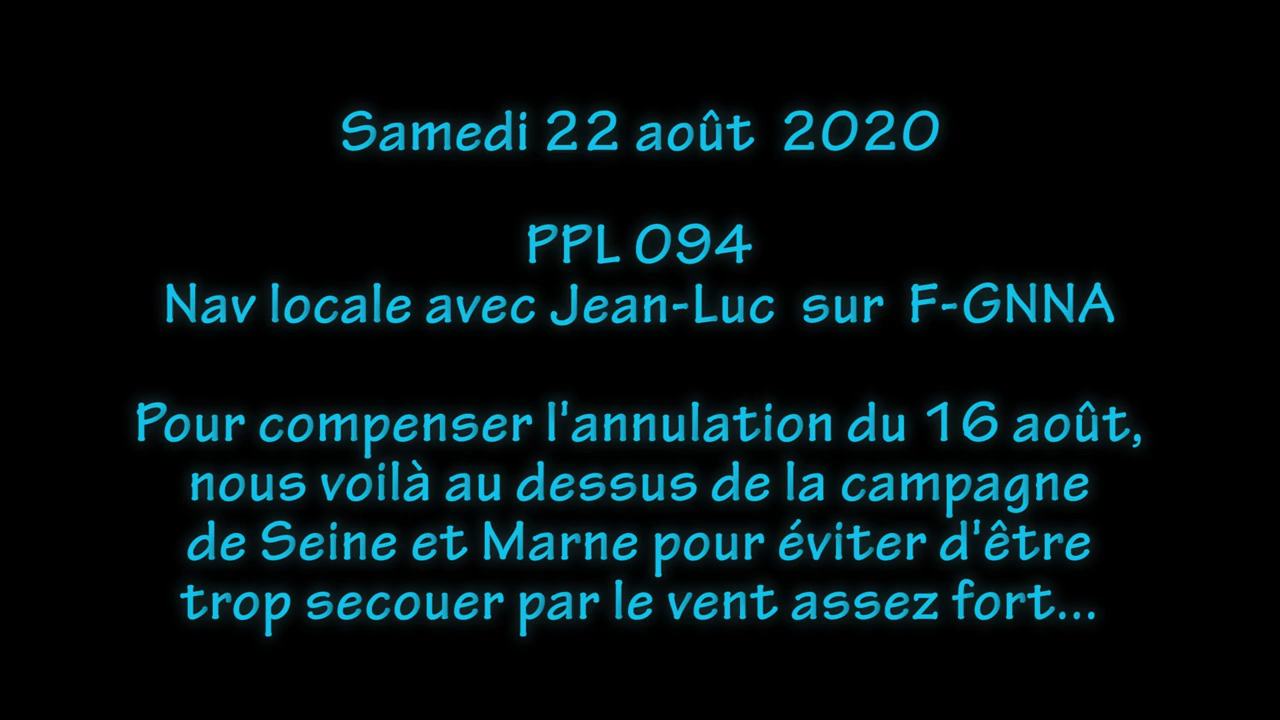 Samedi 22 août 2020
PPL 094
Nav locale avec Jean-Luc sur F-GNNA
Pour compenser l'annulation du 16 août,
nous voilà au dessus de la campagne
de Seine et Marne pour éviter d'être
trop secouer par le vent assez fort...